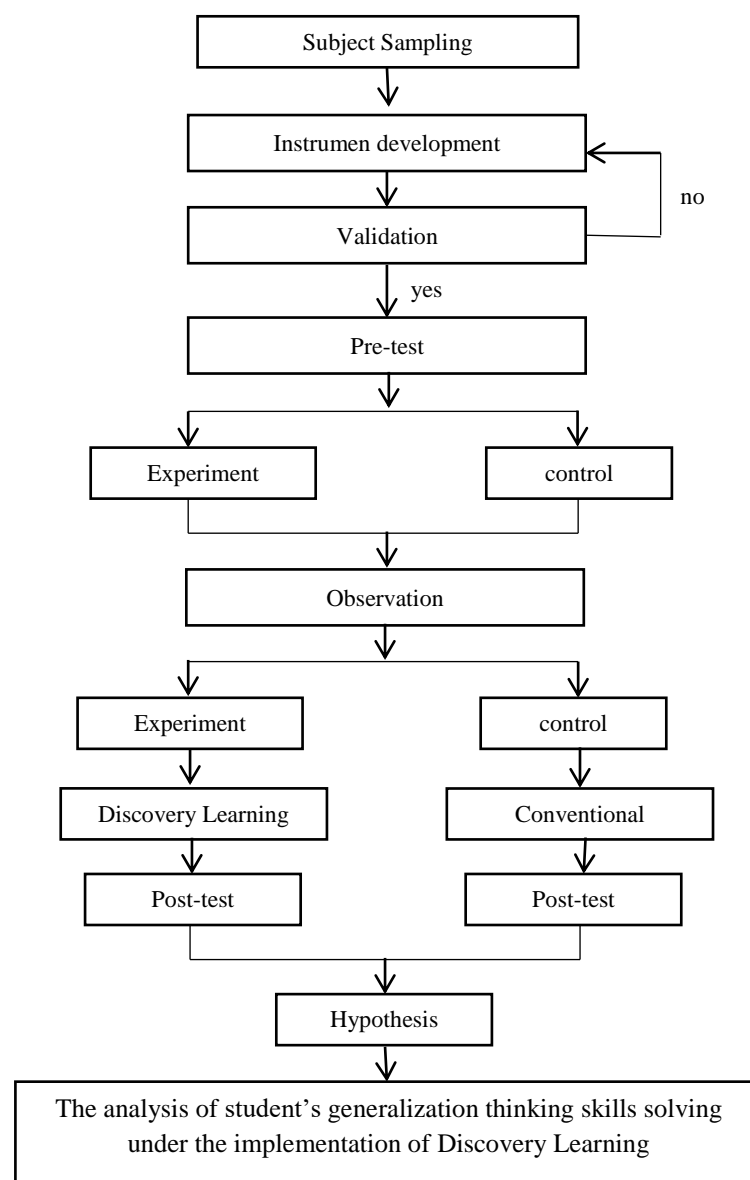 Subject Sampling
Instrumen development
no
Validation
yes
Pre-test
Experiment
control
Observation
Experiment
control
Discovery Learning
Conventional
Post-test
Post-test
Hypothesis
The analysis of student’s generalization thinking skills solving
under the implementation of Discovery Learning